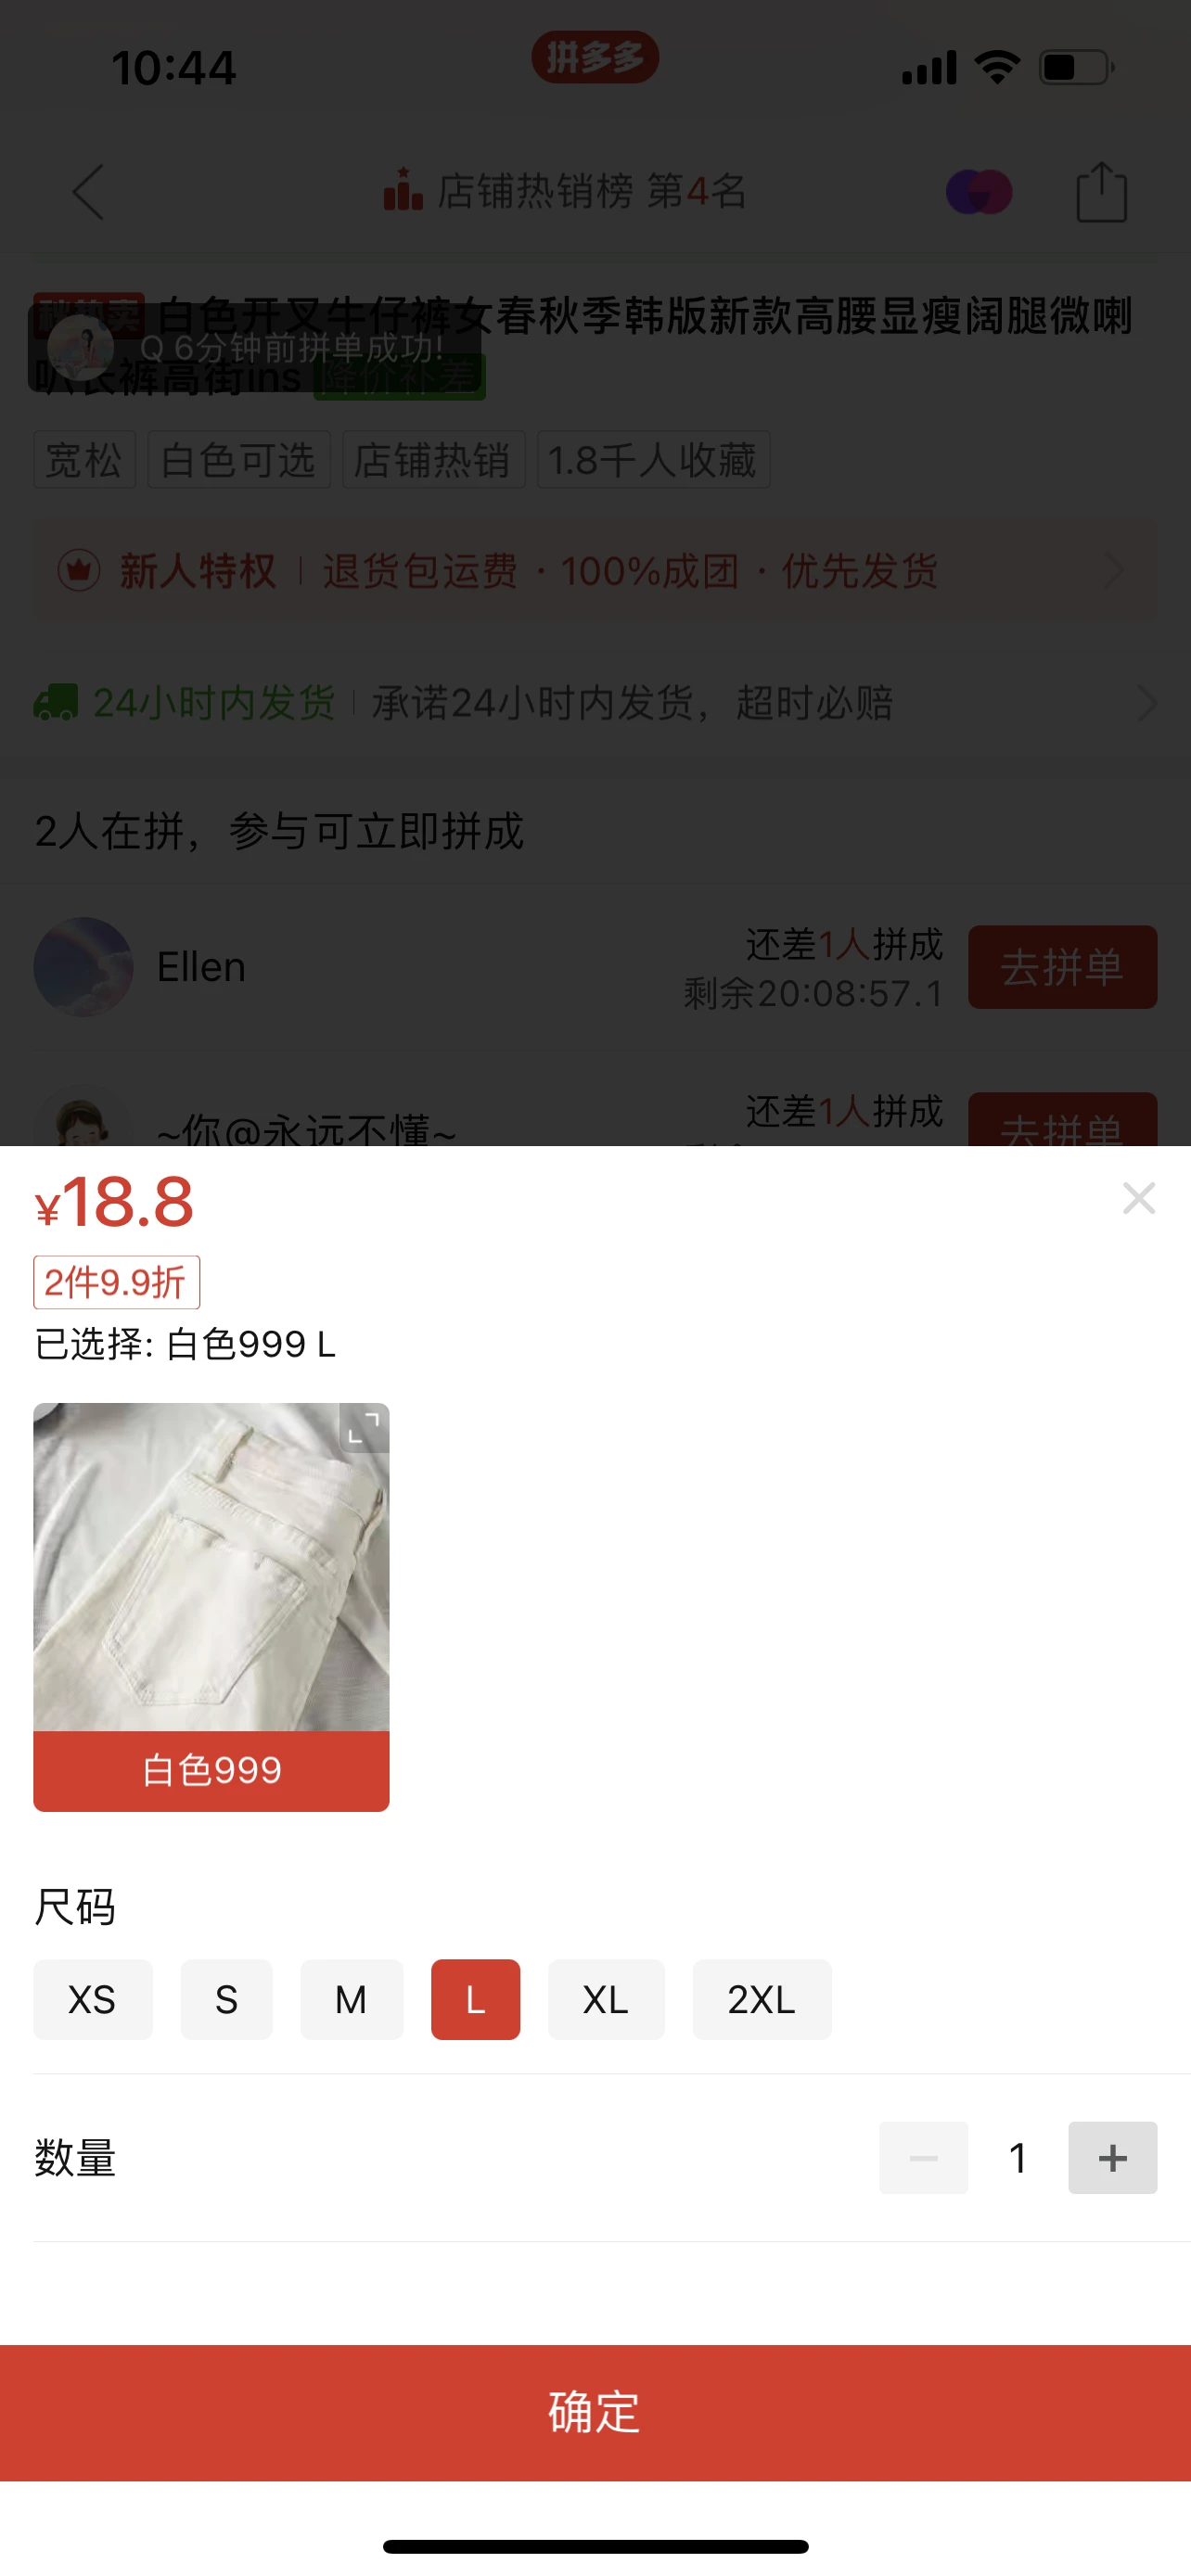 10:44
拼多多
店铺热销榜 第4名
白色开叉牛仔裤女春秋季韩版新款高腰显瘦阔腿微喇
叭长裤高街ins 降价补差
Q 6分钟前拼单成功!
宽松 白色可选 店铺热销 1.8千人收藏
新人特权 退货包运费 · 100%成团 · 优先发货
24小时内发货 承诺24小时内发货，超时必赔
2人在拼，参与可立即拼成
Ellen
还差1人拼成
剩余20:08:57.1
去拼单
~你@永远不懂~
还差1人拼成
去拼单
¥18.8
2件9.9折
已选择: 白色999 L
白色999
尺码
XS S M L XL 2XL
数量
1
确定